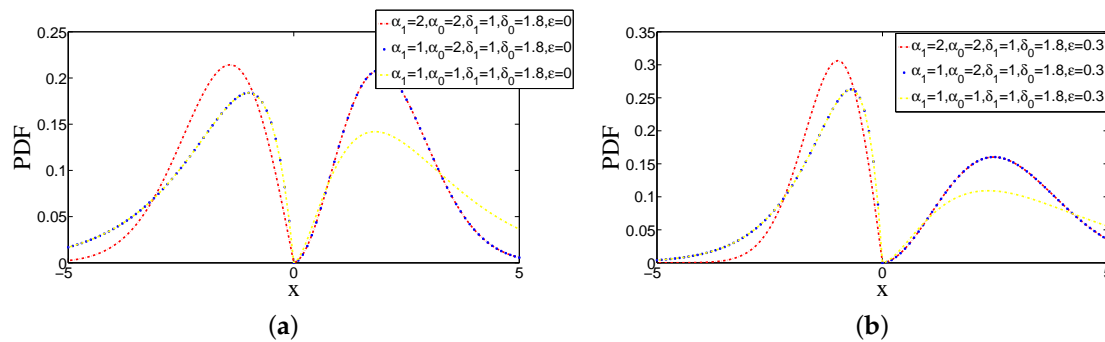 α1=2,α0=2,δ1=1,δ0=1.8,ε=0
α1=1,α0=2,δ1=1,δ0=1.8,ε=0
α1=1,α0=1,δ1=1,δ0=1.8,ε=0
0.25
0.2
0.15
0.1
0.05
0
PDF
−5
0
5
x
(a)
α1=2,α0=2,δ1=1,δ0=1.8,ε=0.3
α1=1,α0=2,δ1=1,δ0=1.8,ε=0.3
α1=1,α0=1,δ1=1,δ0=1.8,ε=0.3
0.35
0.3
0.25
0.2
0.15
0.1
0.05
0
PDF
−5
0
5
x
(b)